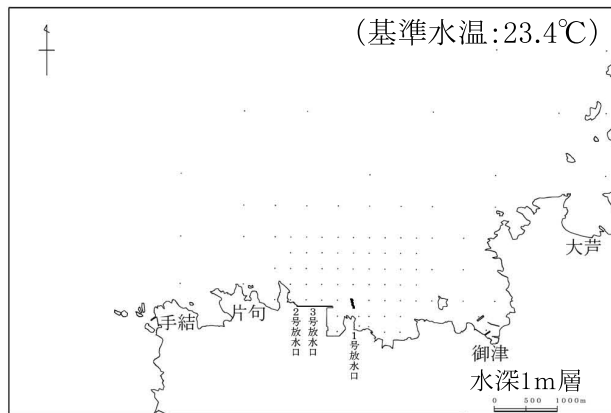 (基準水温:23.4℃)
大芦
片句
手結
2号放水口
3号放水口
1号放水口
御津
水深1m層
0 500 1000m